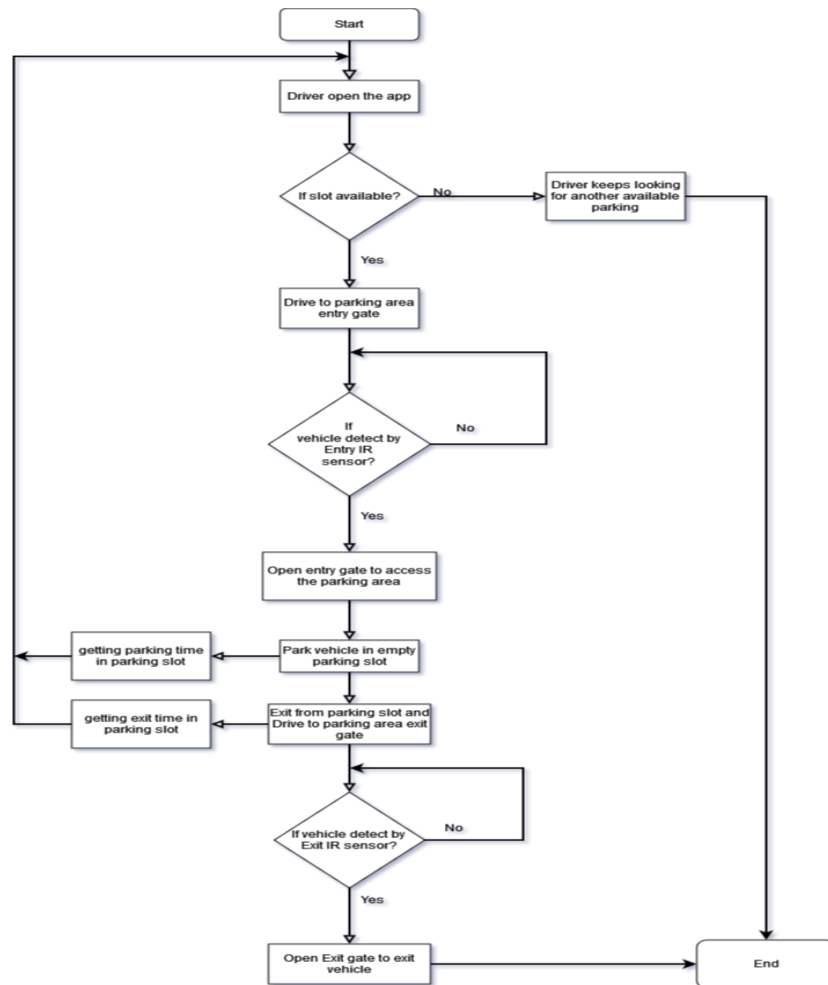 Start
Driver open the app
If slot available?
No
Driver keeps looking
for another available
parking
Yes
Drive to parking area
entry gate
If
vehicle detect by
Entry IR
sensor?
No
Yes
Open entry gate to access
the parking area
getting parking time
in parking slot
Park vehicle in empty
parking slot
getting exit time in
parking slot
Exit from parking slot and
Drive to parking area exit
gate
If vehicle detect by
Exit IR sensor?
No
Yes
Open Exit gate to exit
vehicle
End